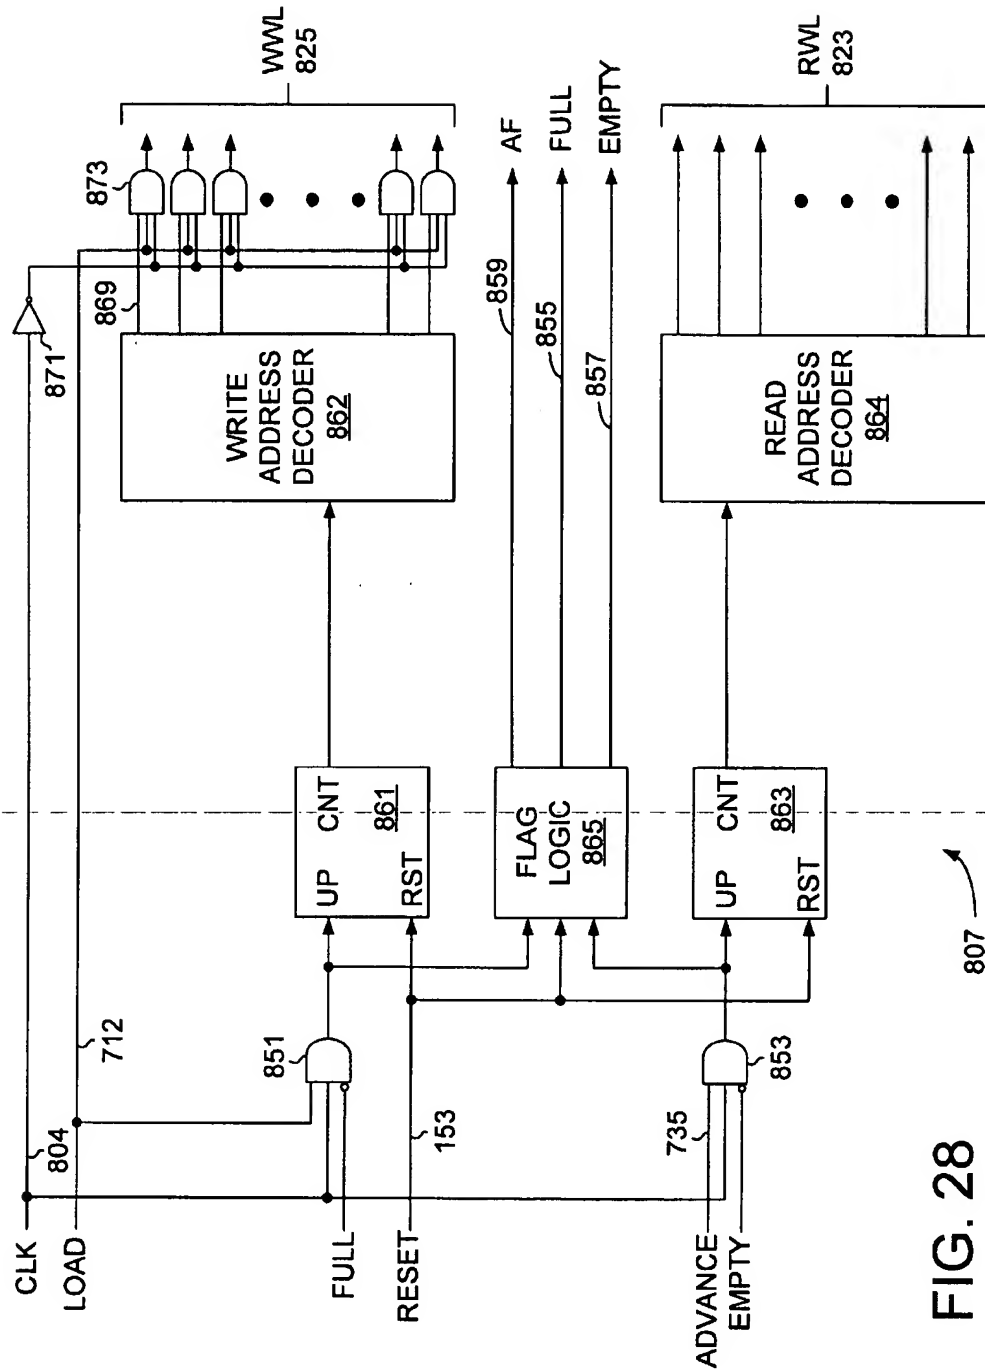 CLK
804
LOAD
712
FULL
RESET
153
ADVANCE
735
EMPTY
851
853
UP CNT
861
RST
FLAG
LOGIC
865
UP CNT
863
RST
WRITE
ADDRESS
DECODER
862
871
869
873
WWL
825
859
AF
855
FULL
857
EMPTY
READ
ADDRESS
DECODER
864
RWL
823
807
FIG. 28